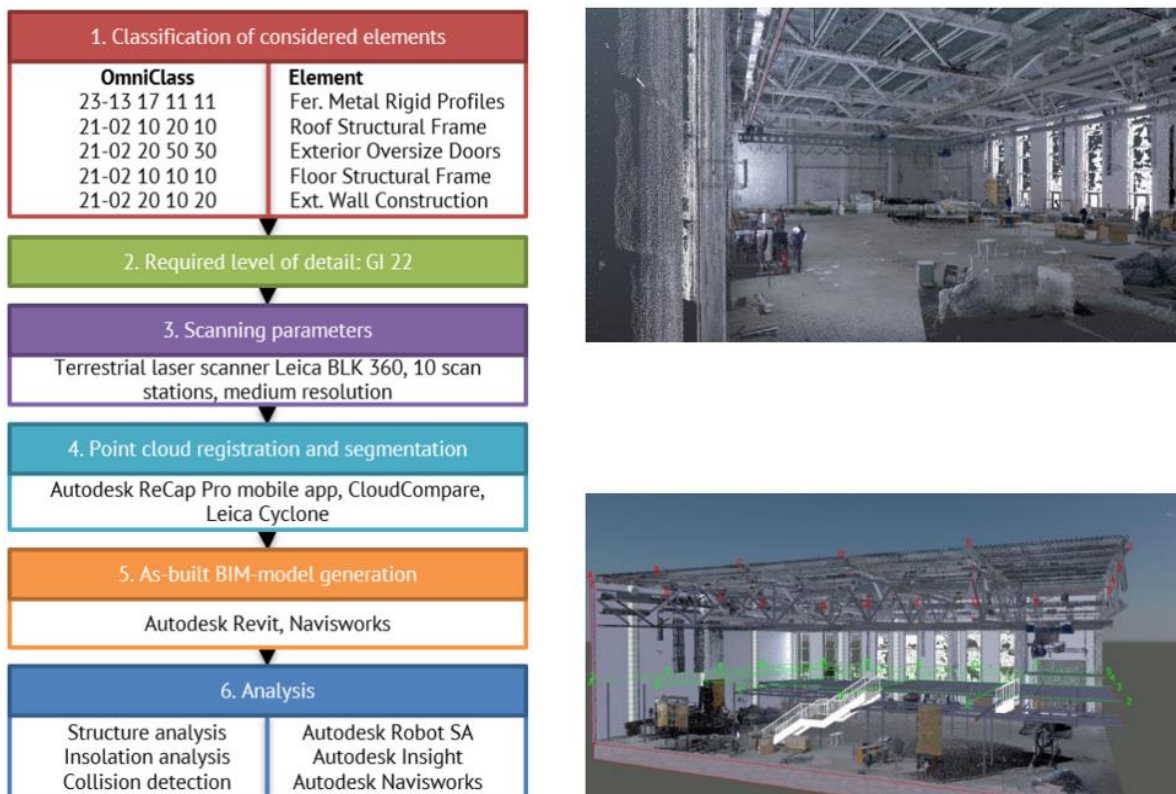 1. Classification of considered elements
OmniClass Element
23-13 17 11 11 Fer. Metal Rigid Profiles
21-02 10 20 10 Roof Structural Frame
21-02 20 50 30 Exterior Oversize Doors
21-02 10 10 10 Floor Structural Frame
21-02 20 10 20 Ext. Wall Construction
2. Required level of detail: GI 22
3. Scanning parameters
Terrestrial laser scanner Leica BLK 360, 10 scan
stations, medium resolution
4. Point cloud registration and segmentation
Autodesk ReCap Pro mobile app, CloudCompare,
Leica Cyclone
5. As-built BIM-model generation
Autodesk Revit, Navisworks
6. Analysis
Structure analysis Autodesk Robot SA
Insolation analysis Autodesk Insight
Collision detection Autodesk Navisworks